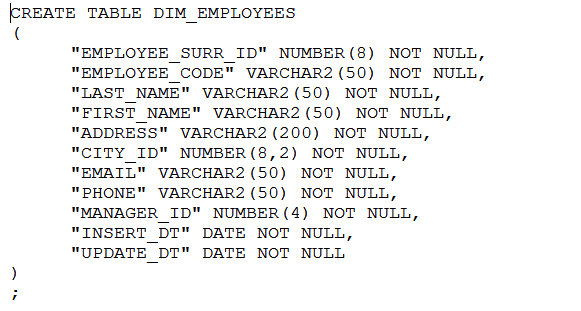 CREATE TABLE DIM_EMPLOYEES
(
"EMPLOYEE_SURR_ID" NUMBER(8) NOT NULL,
"EMPLOYEE_CODE" VARCHAR2(50) NOT NULL,
"LAST_NAME" VARCHAR2(50) NOT NULL,
"FIRST_NAME" VARCHAR2(50) NOT NULL,
"ADDRESS" VARCHAR2(200) NOT NULL,
"CITY_ID" NUMBER(8,2) NOT NULL,
"EMAIL" VARCHAR2(50) NOT NULL,
"PHONE" VARCHAR2(50) NOT NULL,
"MANAGER_ID" NUMBER(4) NOT NULL,
"INSERT_DT" DATE NOT NULL,
"UPDATE_DT" DATE NOT NULL
)
;